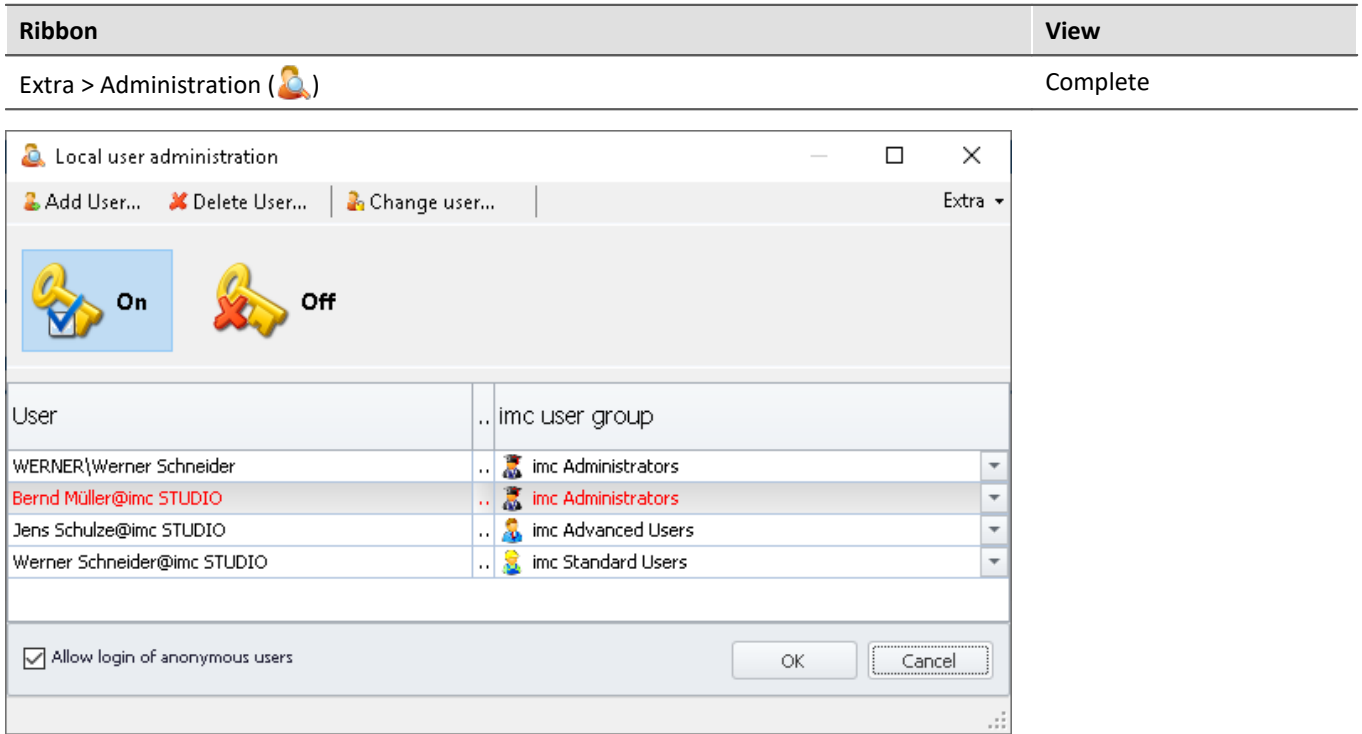 Ribbon View
Extra > Administration ( ) Complete
Local user administration
Add User... Delete User... Change user... Extra
On Off
User .. imc user group
WERNER\Werner Schneider .. imc Administrators
Bernd Müller@imc STUDIO .. imc Administrators
Jens Schulze@imc STUDIO .. imc Advanced Users
Werner Schneider@imc STUDIO .. imc Standard Users
Allow login of anonymous users OK Cancel